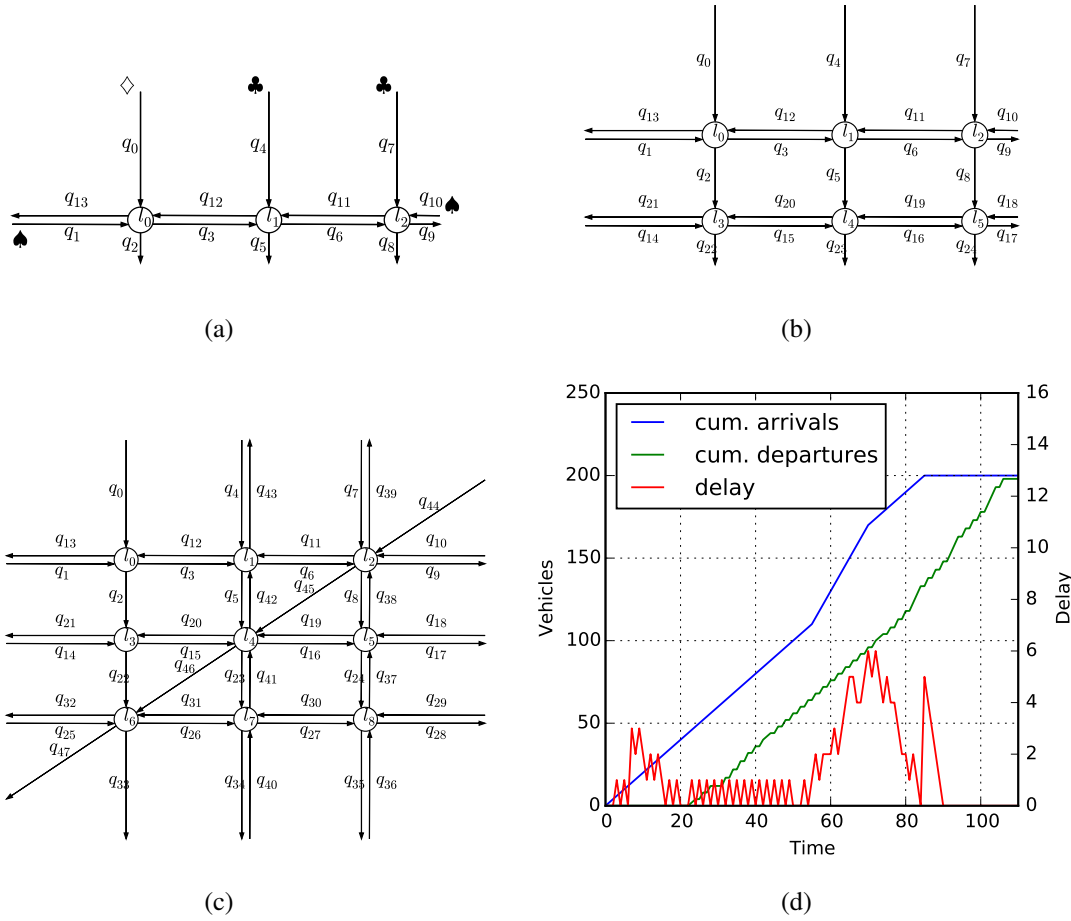 ♢ ♣ ♣
q0 q4 q7
q13 q12 q11 q10 ♠
l0 l1 l2
♠ q1 q2 q3 q5 q6 q8 q9
(a)
q0 q4 q7
q13 q12 q11 q10
l0 l1 l2
q1 q3 q6 q9
q2 q5 q8
q21 q20 q19 q18
l3 l4 l5
q14 q22 q15 q23 q16 q24 q17
(b)
q0 q4 q43 q7 q39 q44
q13 q12 q11 q10
l0 l1 l2
q1 q3 q6 q9
q45
q2 q5 q42 q8 q38
q21 q20 q19 q18
l3 l4 l5
q14 q15 q16 q17
q46
q22 q23 q41 q24 q37
q32 q31 q30 q29
l6 l7 l8
q25 q26 q27 q28
q47
q33 q34 q40 q35 q36
(c)
cum. arrivals
cum. departures
delay
250
200
150
100
50
0
Vehicles
16
14
12
10
8
6
4
2
0
Delay
0 20 40 60 80 100
Time
(d)